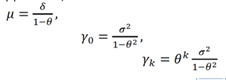 μ = δ/(1−θ),
γ₀ = σ²/(1−θ²),
γₖ = θᵏ σ²/(1−θ²)